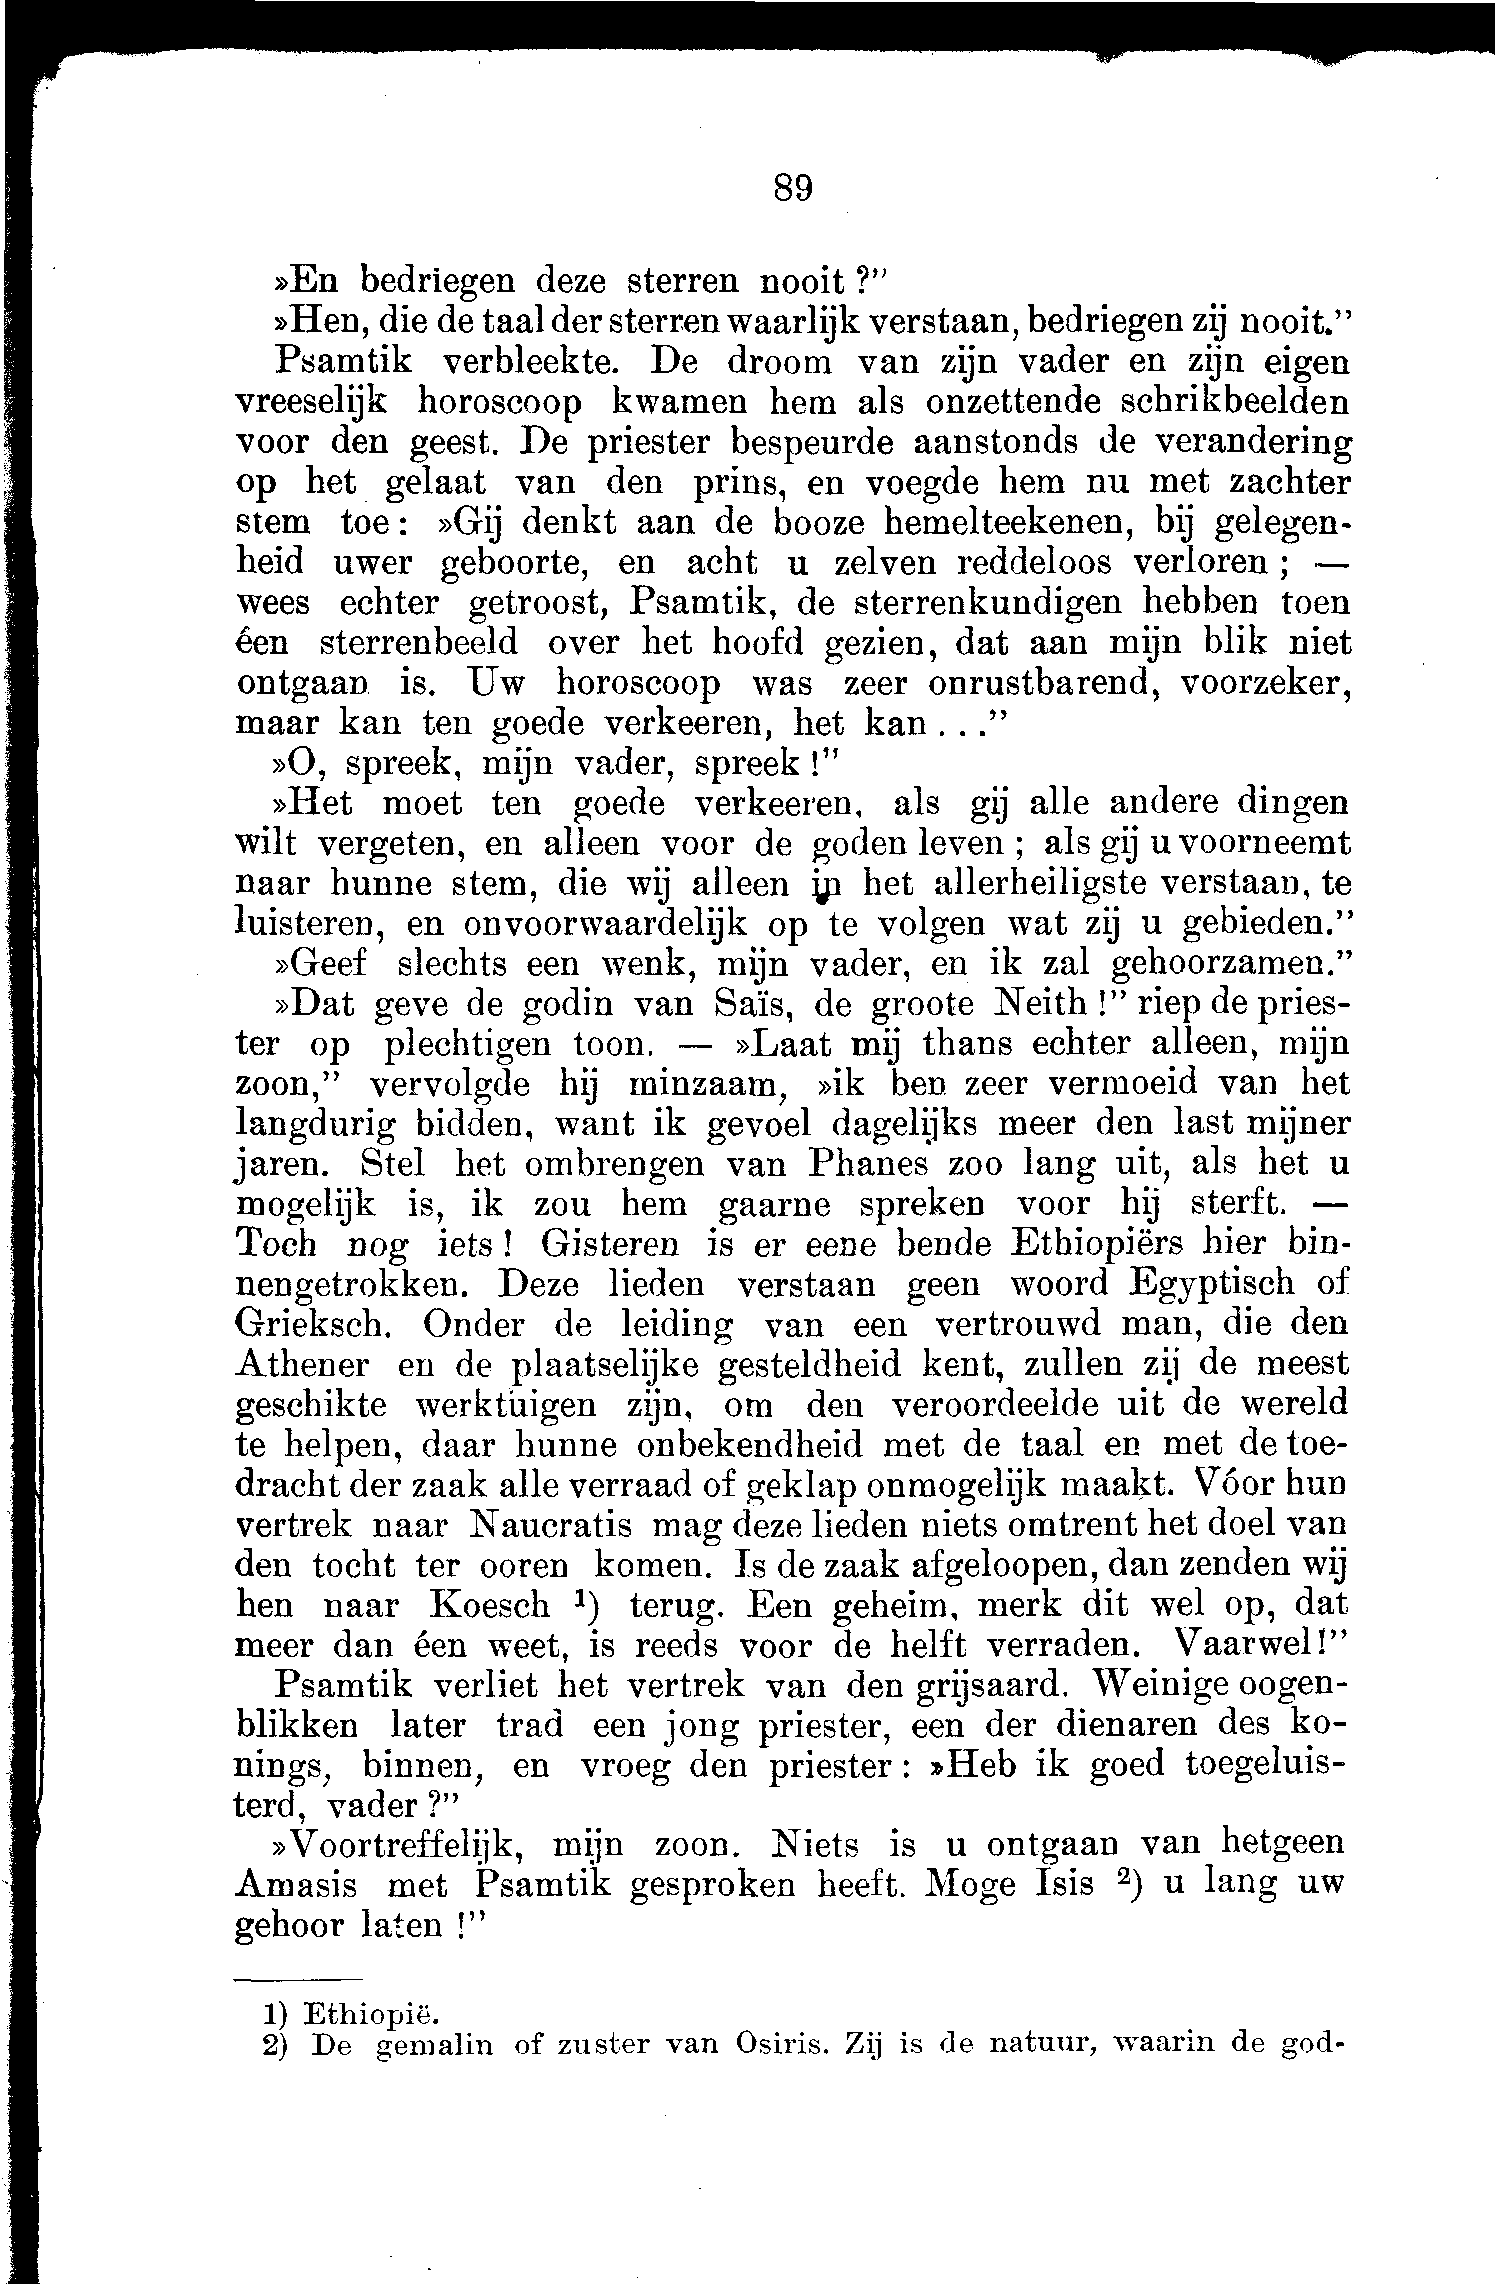 89
»En bedriegen deze sterren nooit?"
»Hen, die de taal der sterren waarlijk verstaan, bedriegen zij nooit."
Psamtik verbleekte. De droom van zijn vader en zijn eigen
vreeselijk horoscoop kwamen hem als onzettende schrikbeelden
voor den geest. De priester bespeurde aanstonds de verandering
op het gelaat van den prins, en voegde hem nu met zachter
stem toe: »Gij denkt aan de booze hemelteekenen, bij gelegen-
heid uwer geboorte, en acht u zelven reddeloos verloren; —
wees echter getroost, Psamtik, de sterrenkundigen hebben toen
éen sterrenbeeld over het hoofd gezien, dat aan mijn blik niet
ontgaan is. Uw horoscoop was zeer onrustbarend, voorzeker,
maar kan ten goede verkeeren, het kan ..."
»O, spreek, mijn vader, spreek!"
»Het moet ten goede verkeeren, als gij alle andere dingen
wilt vergeten, en alleen voor de goden leven; als gij u voorneemt
naar hunne stem, die wij alleen in het allerheiligste verstaan, te
luisteren, en onvoorwaardelijk op te volgen wat zij u gebieden."
»Geef slechts een wenk, mijn vader, en ik zal gehoorzamen."
»Dat geve de godin van Saïs, de groote Neith!" riep de pries-
ter op plechtigen toon. — »Laat mij thans echter alleen, mijn
zoon," vervolgde hij minzaam, »ik ben zeer vermoeid van het
langdurig bidden, want ik gevoel dagelijks meer den last mijner
jaren. Stel het ombrengen van Phanes zoo lang uit, als het u
mogelijk is, ik zou hem gaarne spreken voor hij sterft. —
Toch nog iets! Gisteren is er eene bende Ethiopiërs hier bin-
nengetrokken. Deze lieden verstaan geen woord Egyptisch of
Grieksch. Onder de leiding van een vertrouwd man, die den
Athener en de plaatselijke gesteldheid kent, zullen zij de meest
geschikte werktuigen zijn, om den veroordeelde uit de wereld
te helpen, daar hunne onbekendheid met de taal en met de toe-
dracht der zaak alle verraad of geklap onmogelijk maakt. Vóor hun
vertrek naar Naucratis mag deze lieden niets omtrent het doel van
den tocht ter ooren komen. Is de zaak afgeloopen, dan zenden wij
hen naar Koesch ¹) terug. Een geheim, merk dit wel op, dat
meer dan éen weet, is reeds voor de helft verraden. Vaarwel!"
Psamtik verliet het vertrek van den grijsaard. Weinige oogen-
blikken later trad een jong priester, een der dienaren des ko-
nings, binnen, en vroeg den priester: »Heb ik goed toegeluis-
terd, vader?"
»Voortreffelijk, mijn zoon. Niets is u ontgaan van hetgeen
Amasis met Psamtik gesproken heeft. Moge Isis ²) u lang uw
gehoor laten!"
1) Ethiopië.
2) De gemalin of zuster van Osiris. Zij is de natuur, waarin de god-